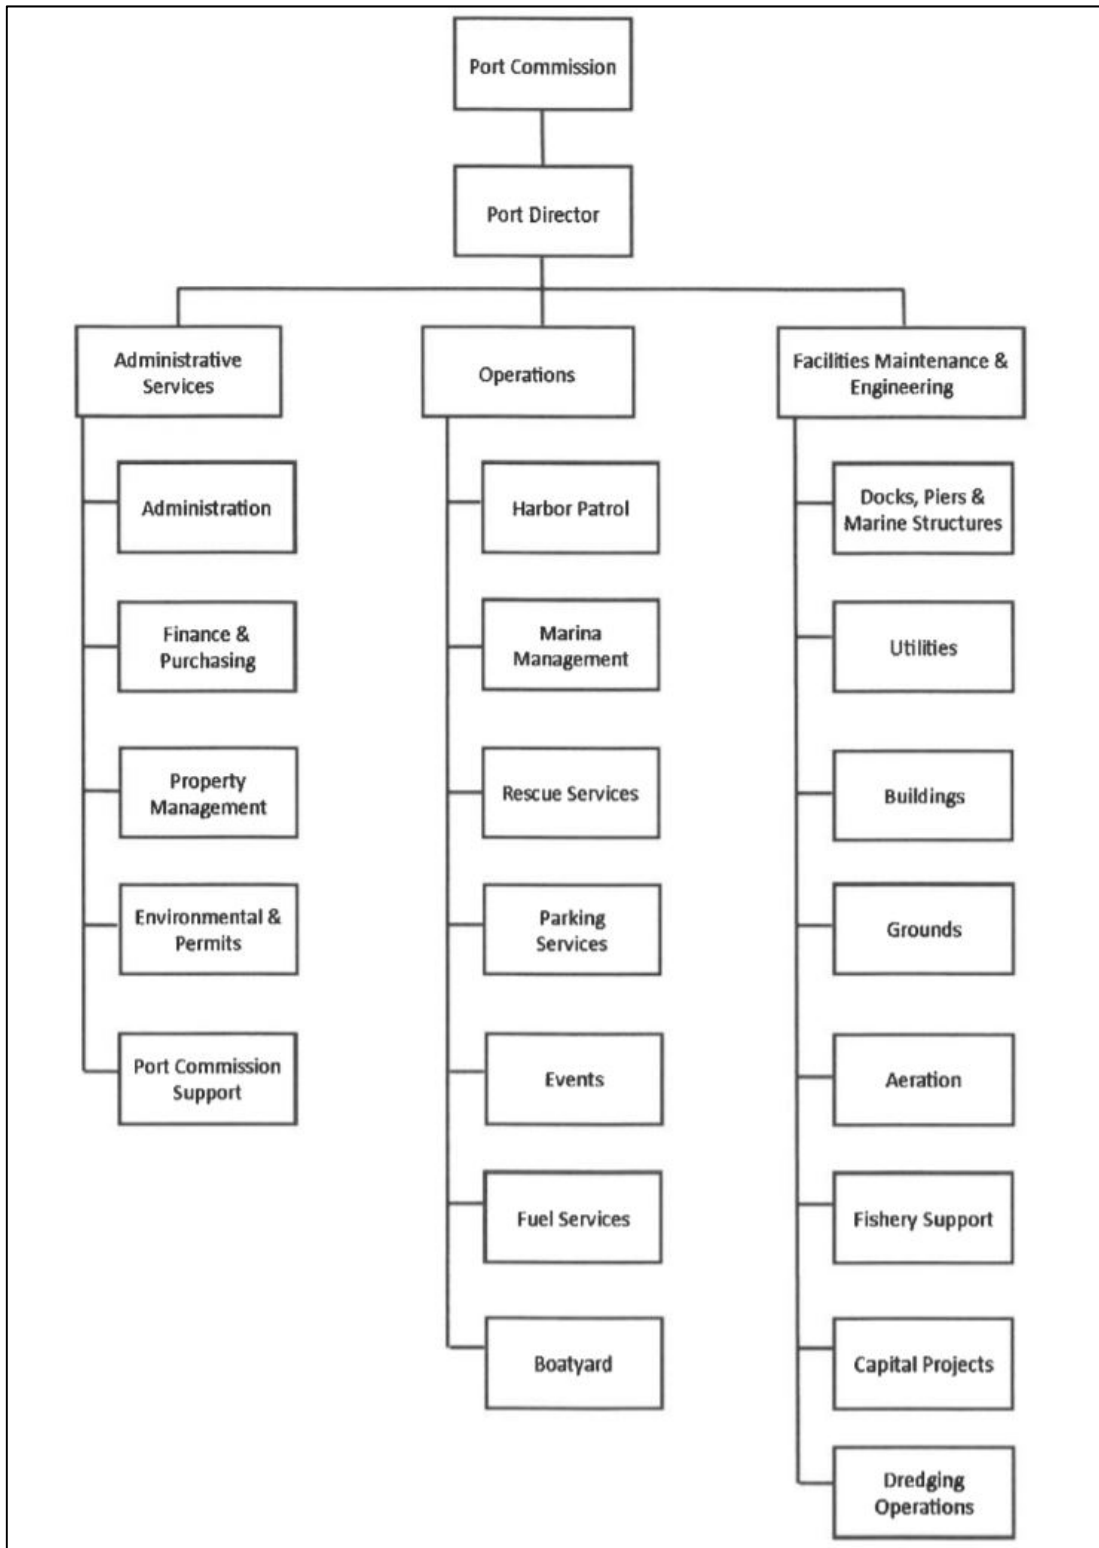 Port Commission
Port Director
Administrative
Services
Administration
Finance &
Purchasing
Property
Management
Environmental &
Permits
Port Commission
Support
Operations
Harbor Patrol
Marina
Management
Rescue Services
Parking
Services
Events
Fuel Services
Boatyard
Facilities Maintenance &
Engineering
Docks, Piers &
Marine Structures
Utilities
Buildings
Grounds
Aeration
Fishery Support
Capital Projects
Dredging
Operations